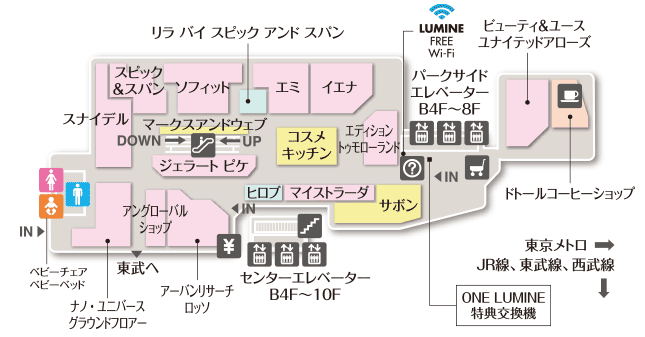 リラ バイ スピック アンド スパン
LUMINE
FREE
Wi-Fi
ビューティ&ユース
ユナイテッドアローズ
スピック
&スパン
ソフィット
エミ
イエナ
パークサイド
エレベーター
B4F～8F
スナイデル
マークスアンドウェブ
DOWN
UP
コスメ
キッチン
エディション
トゥモローランド
ジェラート ピケ
?
IN
ドトールコーヒーショップ
ヒロブ
マイストラーダ
サボン
アングローバル
ショップ
IN
¥
IN
ベビーチェア
ベビーベッド
東武へ
センターエレベーター
B4F～10F
東京メトロ
JR線、東武線、西武線
ナノ・ユニバース
グラウンドフロアー
アーバンリサーチ
ロッソ
ONE LUMINE
特典交換機